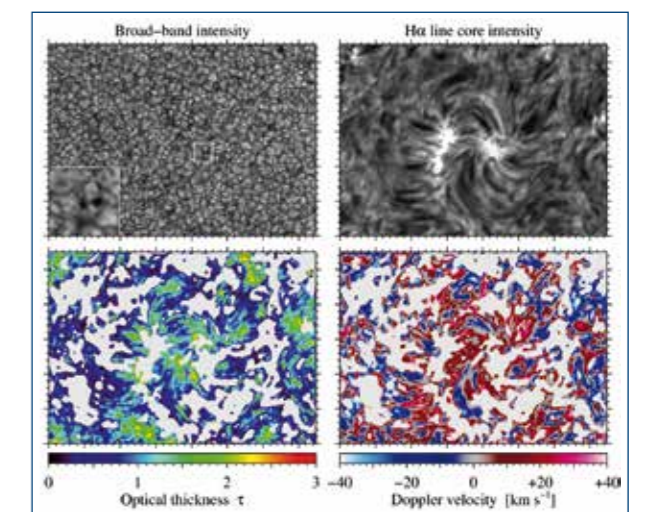 Broad-band intensity
Hα line core intensity
0 1 2 3
Optical thickness τ
-40 -20 0 +20 +40
Doppler velocity [km s⁻¹]